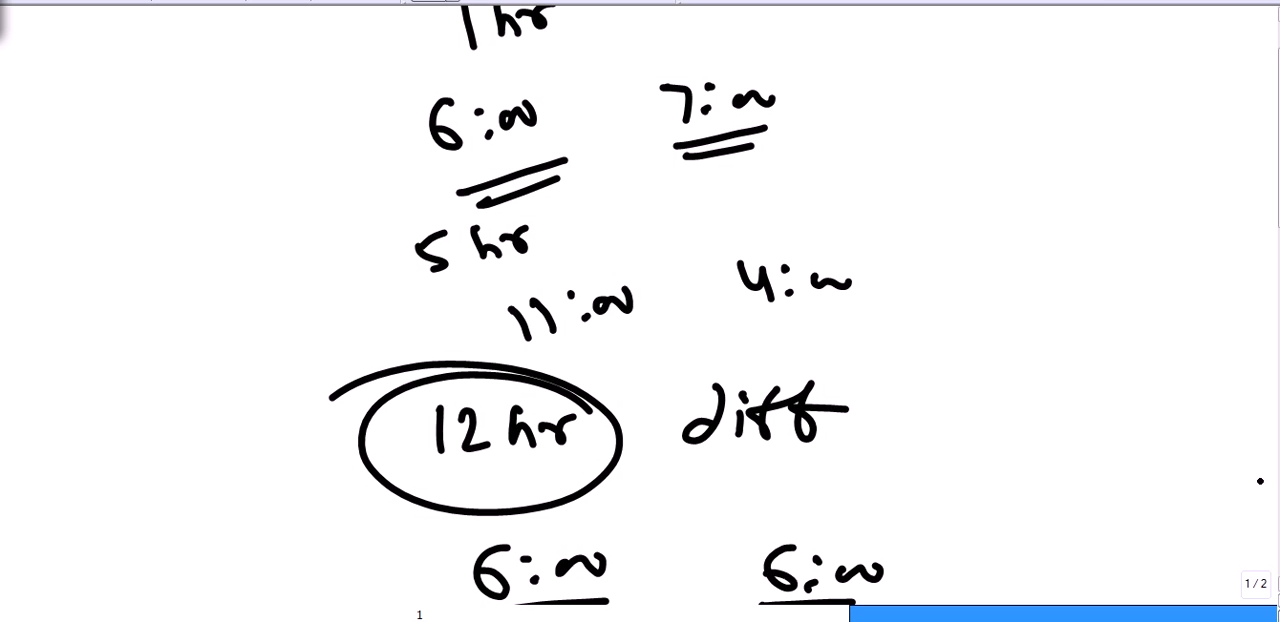 1 hr
6:00 7:00
5 hr
11:00 4:00
12 hr diff
6:00 6:00
1/2
1